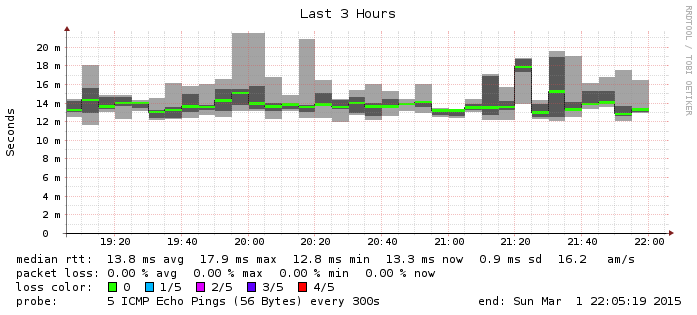 Last 3 Hours
RRDTOOL / TOBI OETIKER
Seconds
20 m
18 m
16 m
14 m
12 m
10 m
8 m
6 m
4 m
2 m
0
19:20 19:40 20:00 20:20 20:40 21:00 21:20 21:40 22:00
median rtt: 13.8 ms avg 17.9 ms max 12.8 ms min 13.3 ms now 0.9 ms sd 16.2 am/s
packet loss: 0.00 % avg 0.00 % max 0.00 % min 0.00 % now
loss color: 0 1/5 2/5 3/5 4/5
probe: 5 ICMP Echo Pings (56 Bytes) every 300s end: Sun Mar 1 22:05:19 2015